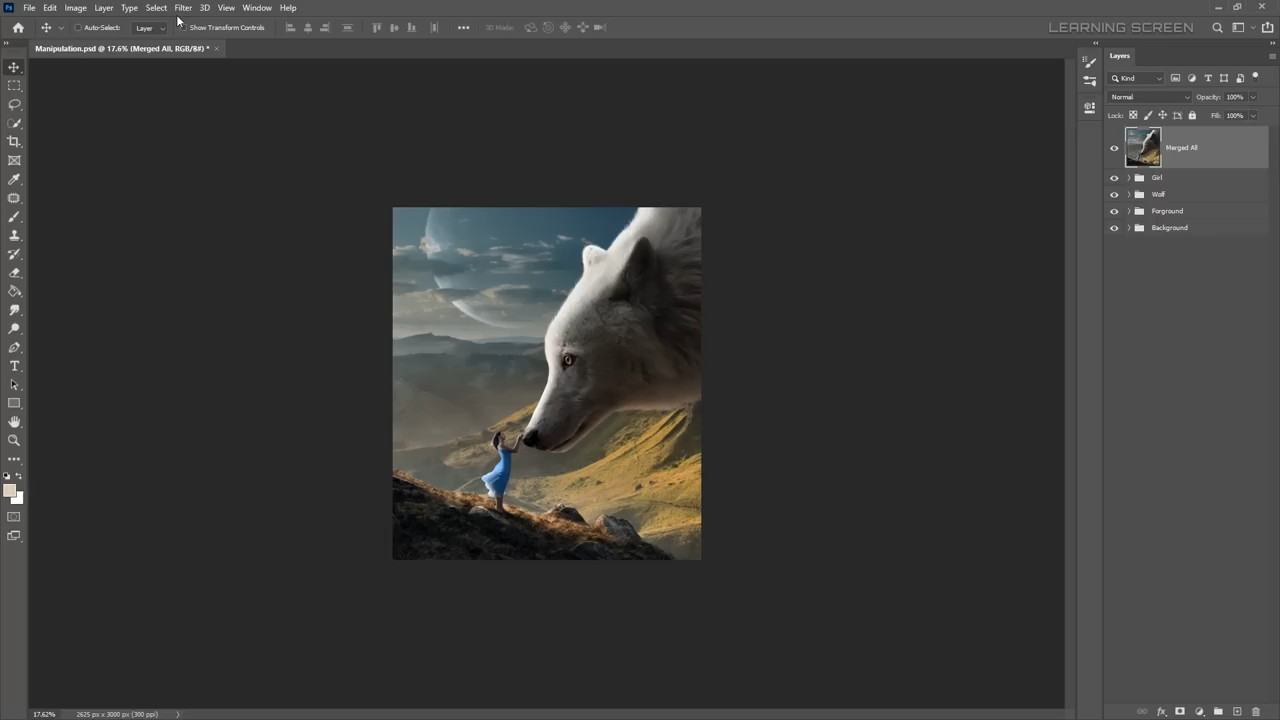 Ps File Edit Image Layer Type Select Filter 3D View Window Help
Auto-Select: Layer Show Transform Controls 3D Mode: LEARNING SCREEN
Manipulation.psd @ 17.6% (Merged All, RGB/8#) *
Layers
Kind
Normal Opacity: 100%
Lock: Fill: 100%
Merged All
Girl
Wolf
Forground
Background
17.62% 2625 px x 3000 px (300 ppi)